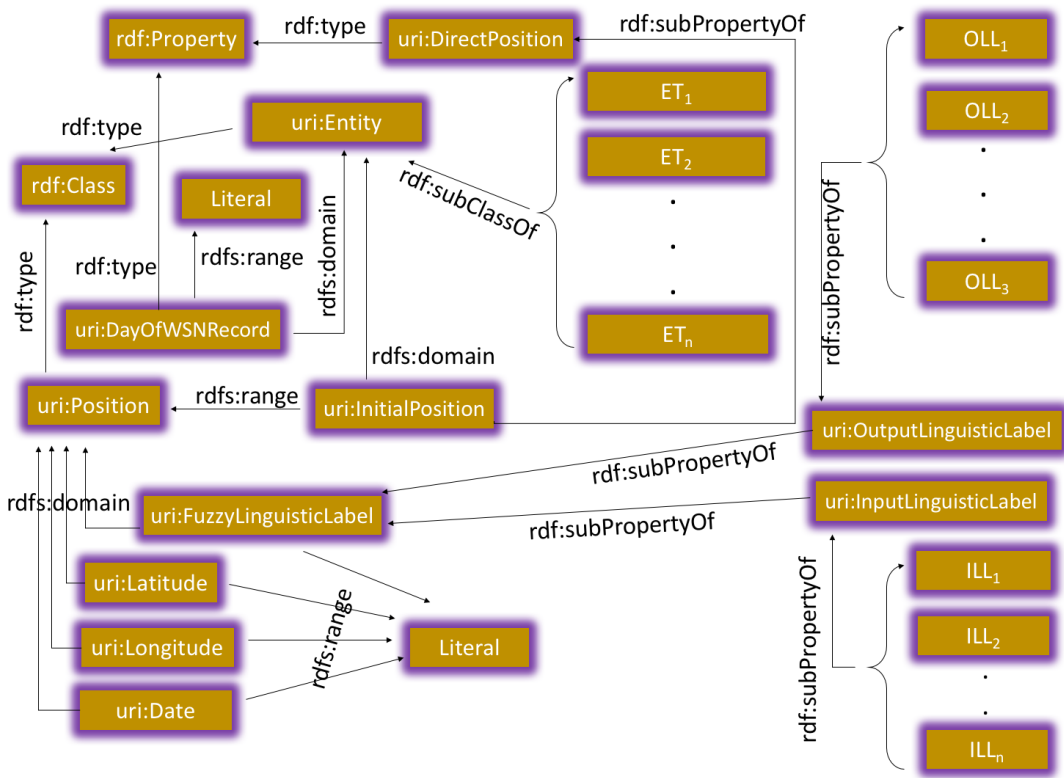 rdf:Property
rdf:type
uri:DirectPosition
rdf:subPropertyOf
OLL1
ET1
uri:Entity
OLL2
rdf:type
ET2
rdf:Class
Literal
rdf:subClassOf
rdfs:range
rdfs:domain
rdf:type
rdf:type
rdf:subPropertyOf
OLL3
uri:DayOfWSNRecord
ETn
rdfs:domain
uri:Position
rdfs:range
uri:InitialPosition
uri:OutputLinguisticLabel
rdf:subPropertyOf
rdfs:domain
uri:FuzzyLinguisticLabel
rdf:subPropertyOf
uri:InputLinguisticLabel
uri:Latitude
rdfs:range
ILL1
uri:Longitude
Literal
rdf:subPropertyOf
ILL2
uri:Date
ILLn